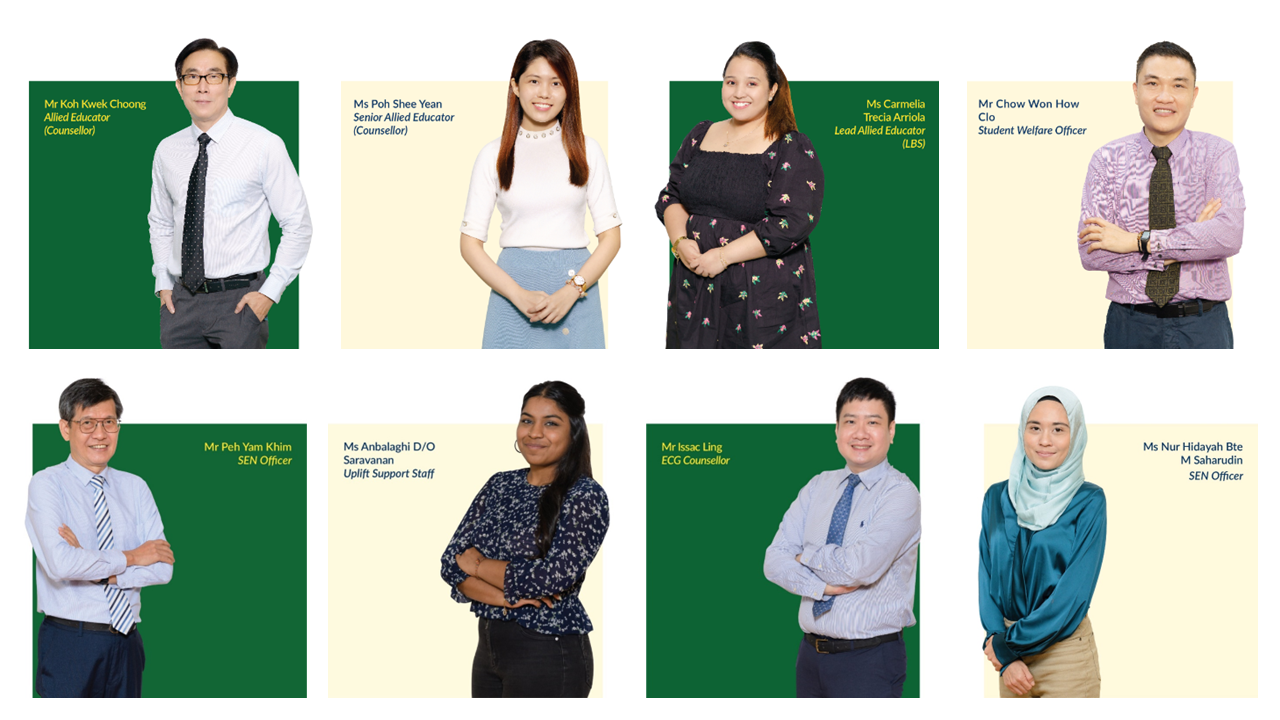 Mr Koh Kwek Choong
Allied Educator
(Counsellor)
Ms Poh Shee Yean
Senior Allied Educator
(Counsellor)
Ms Carmelia
Trecia Arriola
Lead Allied Educator
(LBS)
Mr Chow Won How
Clo
Student Welfare Officer
Mr Peh Yam Khim
SEN Officer
Ms Anbalaghi D/O
Saravanan
Uplift Support Staff
Mr Issac Ling
ECG Counsellor
Ms Nur Hidayah Bte
M Saharudin
SEN Officer